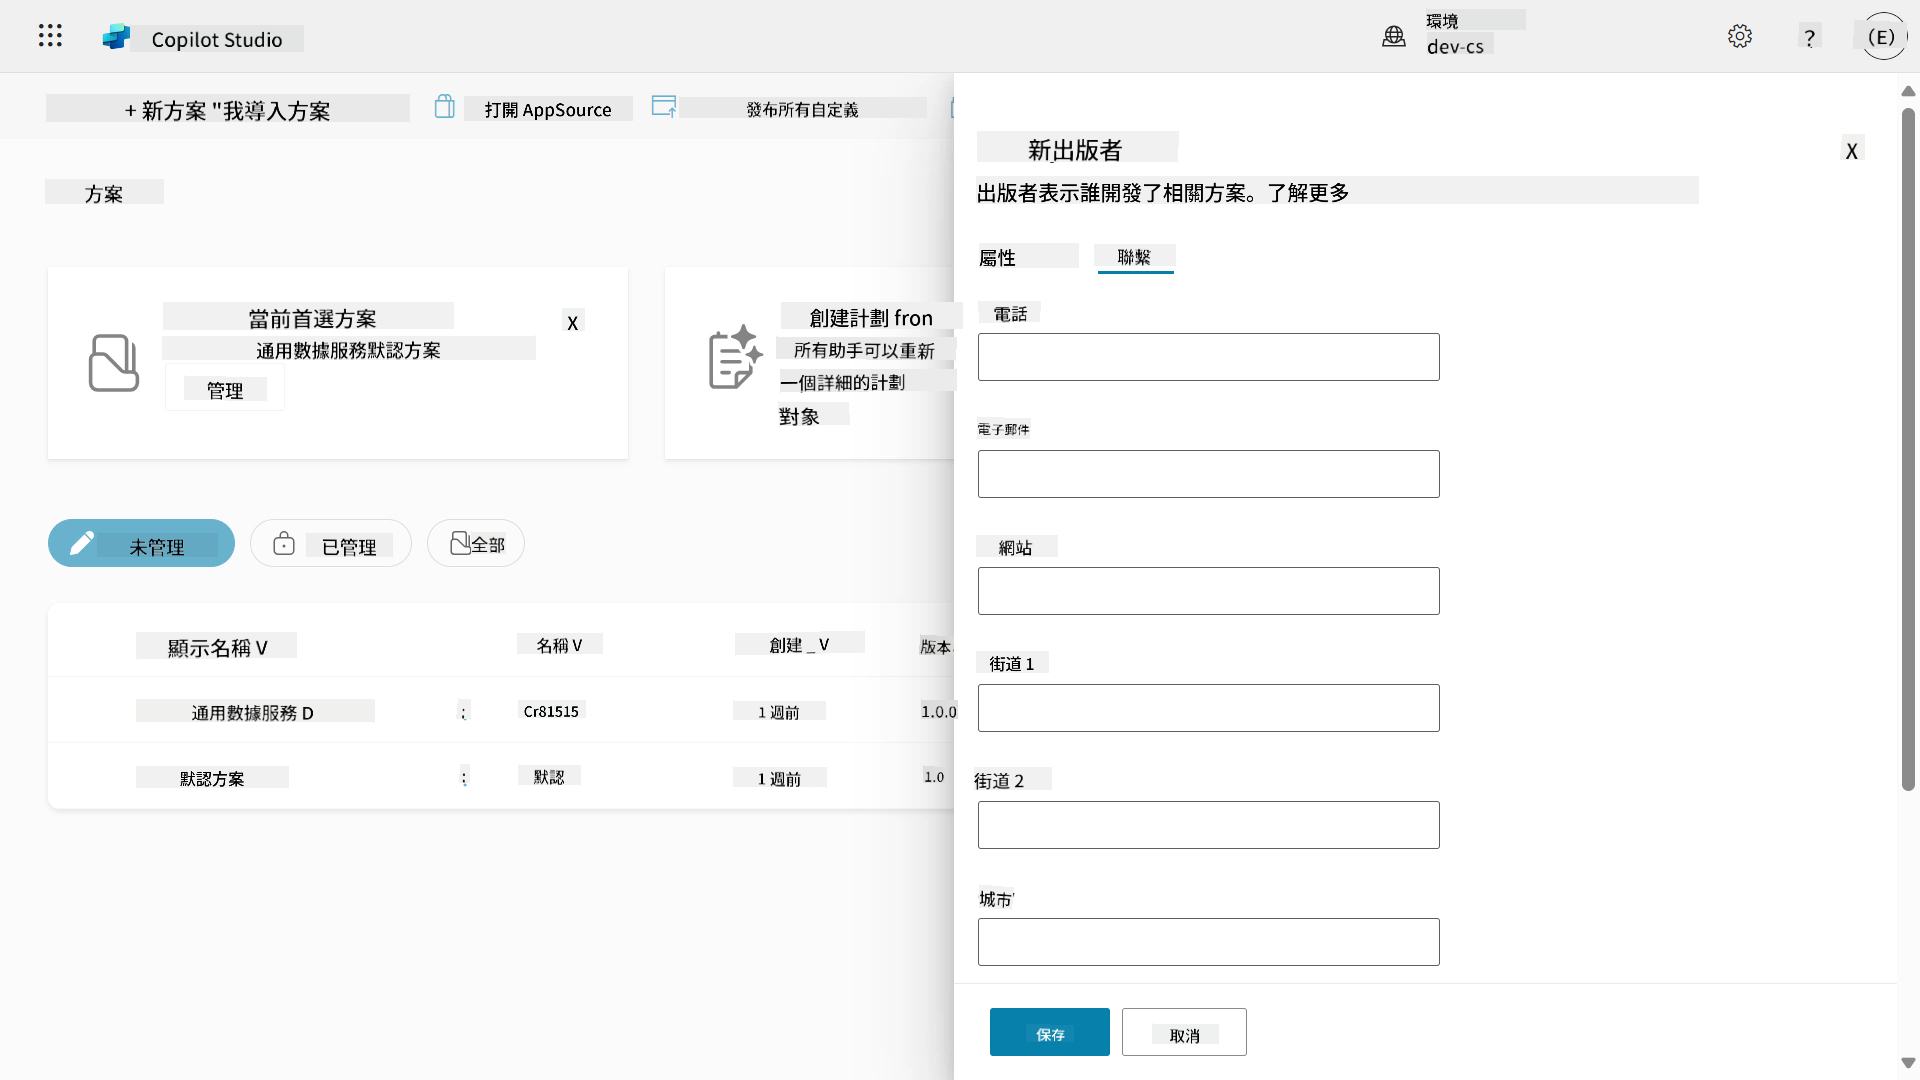 Copilot Studio
環境
dev-cs
?
(E)
+ 新方案 "我導入方案
打開 AppSource
發布所有自定義
方案
當前首選方案
X
通用數據服務默認方案
管理
創建計劃 fron
所有助手可以重新
一個詳細的計劃
對象
未管理
已管理
全部
顯示名稱 V
名稱 V
創建 _ V
版本
通用數據服務 D
:
Cr81515
1 週前
1.0.0
默認方案
:
默認
1 週前
1.0
新出版者
X
出版者表示誰開發了相關方案。了解更多
屬性
聯繫
電話
電子郵件
網站
街道 1
街道 2
城市
保存
取消